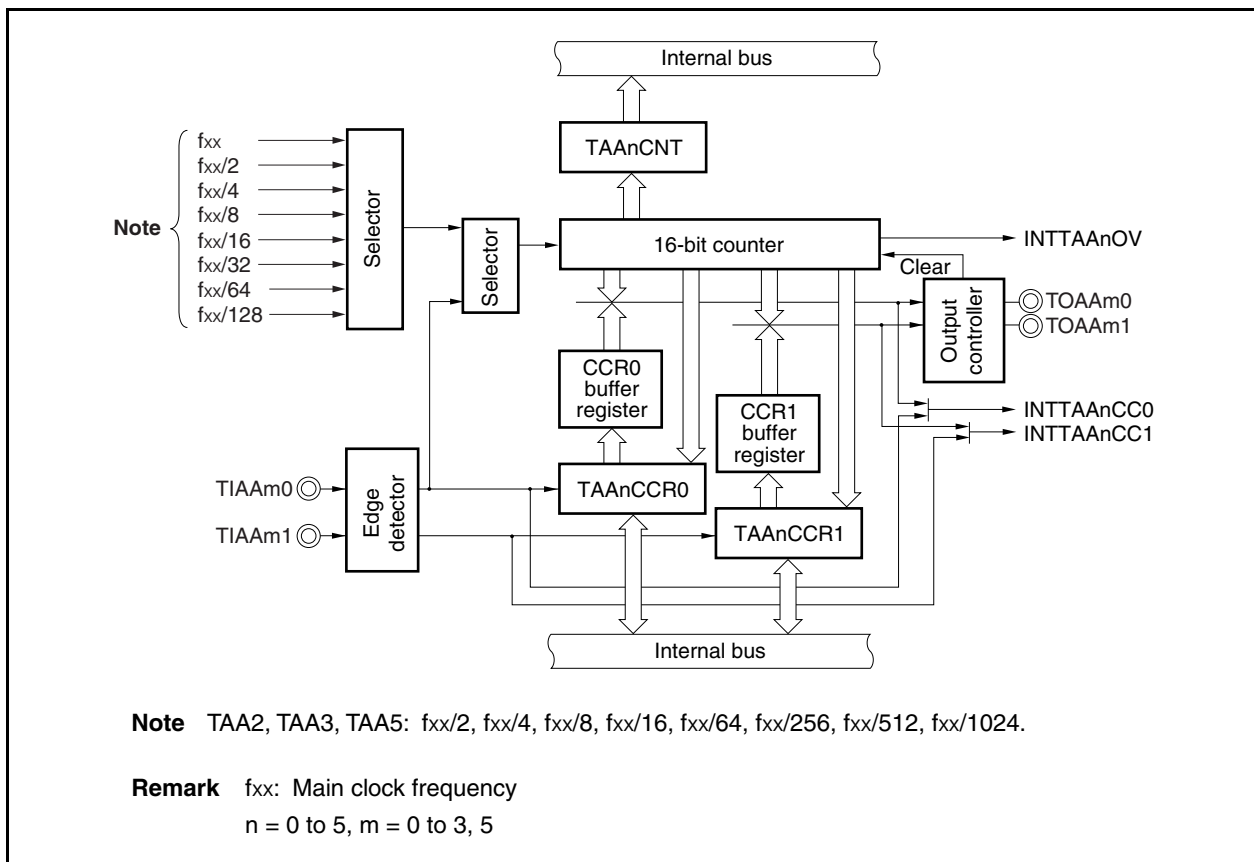 Internal bus
TAAnCNT
Note
fxx
fxx/2
fxx/4
fxx/8
fxx/16
fxx/32
fxx/64
fxx/128
Selector
Selector
16-bit counter
INTTAAnOV
Clear
Output
controller
TOAAm0
TOAAm1
CCR0
buffer
register
CCR1
buffer
register
INTTAAnCC0
INTTAAnCC1
TIAAm0
TIAAm1
Edge
detector
TAAnCCR0
TAAnCCR1
Internal bus
Note TAA2, TAA3, TAA5: fxx/2, fxx/4, fxx/8, fxx/16, fxx/64, fxx/256, fxx/512, fxx/1024.
Remark fxx: Main clock frequency
n = 0 to 5, m = 0 to 3, 5